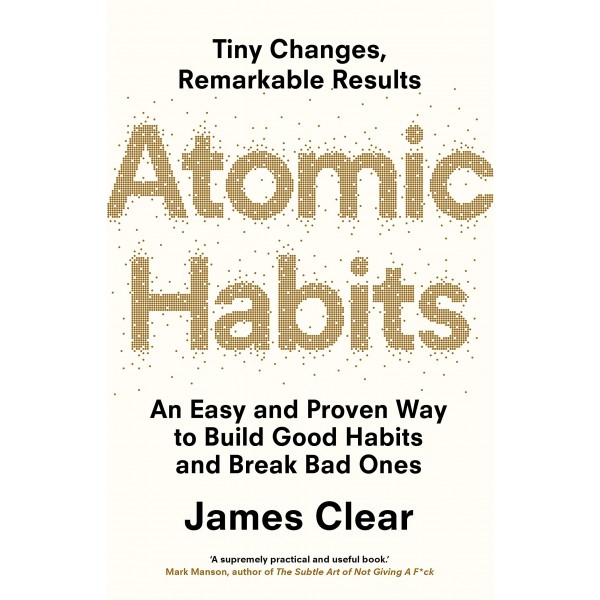 Tiny Changes,
Remarkable Results
Atomic
Habits
An Easy and Proven Way
to Build Good Habits
and Break Bad Ones
James Clear
‘A supremely practical and useful book.’
Mark Manson, author of The Subtle Art of Not Giving A F*ck